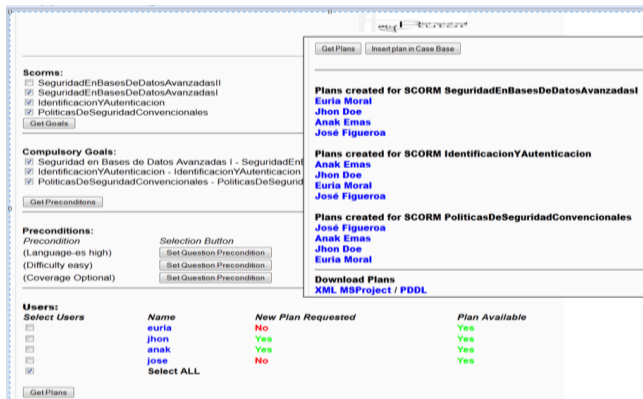 Scorms:
SeguridadEnBasesDeDatosAvanzadasII
SeguridadEnBasesDeDatosAvanzadasI
IdentificacionYAutenticacion
PoliticasDeSeguridadConvencionales
Get Goals
Compulsory Goals:
Seguridad en Bases de Datos Avanzadas I - SeguridadEnl
IdentificacionYAutenticacion - IdentificacionYAutenticacion
PoliticasDeSeguridadConvencionales - PoliticasDeSegurid
Get Preconditons
Preconditions:
Precondition Selection Button
(Language-es high) Set Question Precondition
(Difficulty easy) Set Question Precondition
(Coverage Optional) Set Question Precondition
Users:
Select Users Name New Plan Requested Plan Available
euria No Yes
jhon Yes Yes
anak Yes Yes
jose No Yes
Select ALL
Get Plans
Get Plans Insert plan in Case Base
Plans created for SCORM SeguridadEnBasesDeDatosAvanzadasI
Euria Moral
Jhon Doe
Anak Emas
José Figueroa
Plans created for SCORM IdentificacionYAutenticacion
Anak Emas
Jhon Doe
Euria Moral
José Figueroa
Plans created for SCORM PoliticasDeSeguridadConvencionales
José Figueroa
Anak Emas
Jhon Doe
Euria Moral
Download Plans
XML MSProject / PDDL